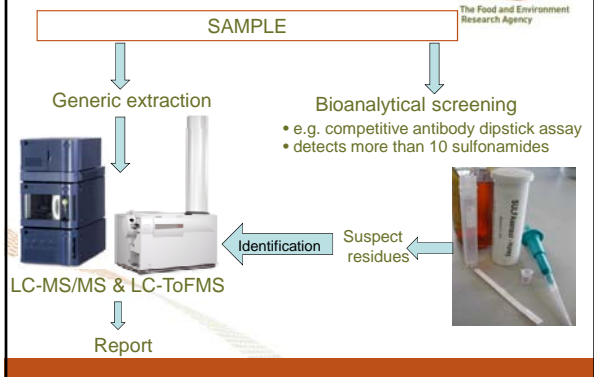 The Food and Environment
Research Agency
SAMPLE
Generic extraction
Bioanalytical screening
• e.g. competitive antibody dipstick assay
• detects more than 10 sulfonamides
Identification
Suspect
residues
LC-MS/MS & LC-ToFMS
Report